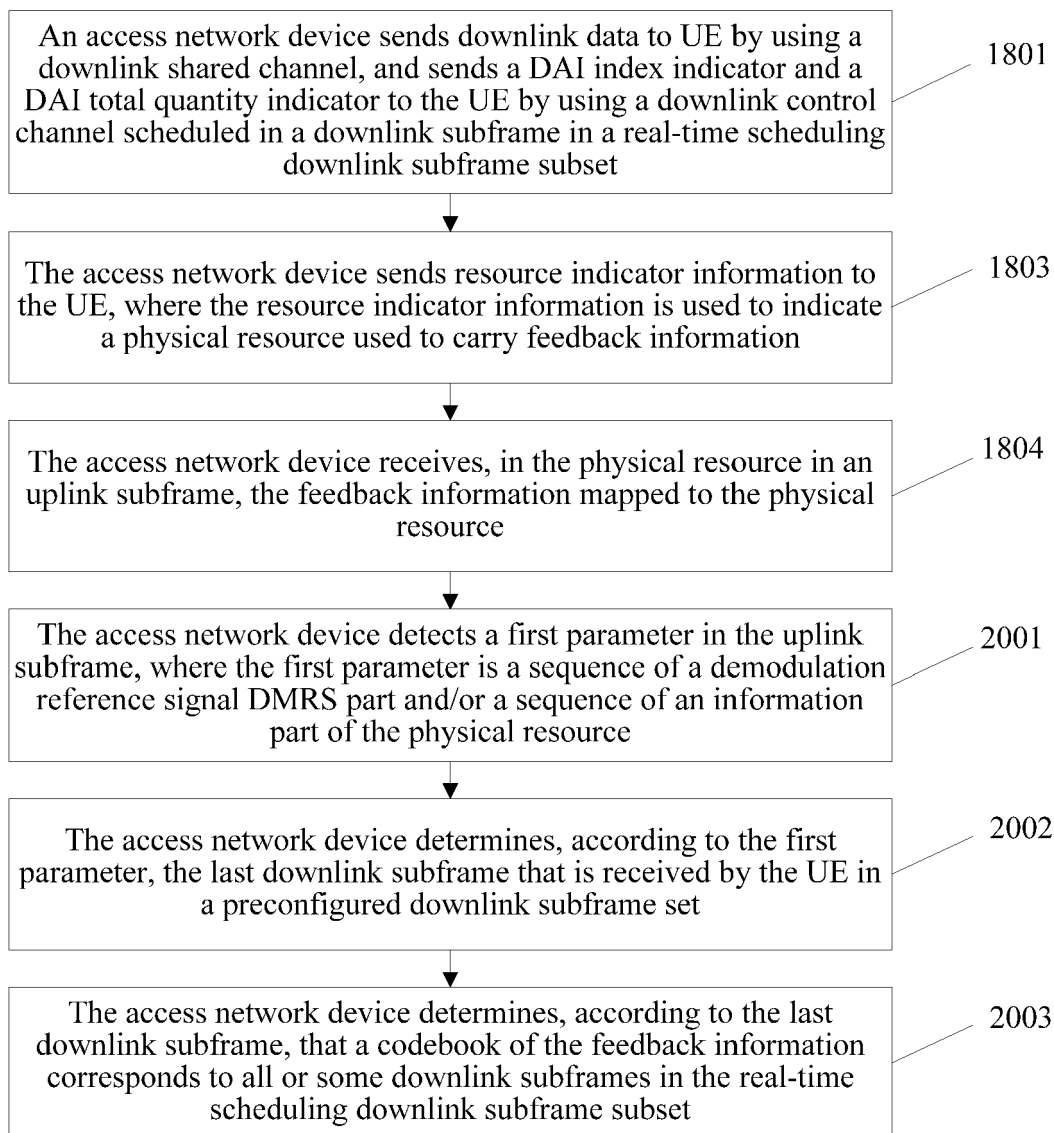 An access network device sends downlink data to UE by using a
downlink shared channel, and sends a DAI index indicator and a
DAI total quantity indicator to the UE by using a downlink control
channel scheduled in a downlink subframe in a real-time scheduling
downlink subframe subset
1801
The access network device sends resource indicator information to
the UE, where the resource indicator information is used to indicate
a physical resource used to carry feedback information
1803
The access network device receives, in the physical resource in an
uplink subframe, the feedback information mapped to the physical
resource
1804
The access network device detects a first parameter in the uplink
subframe, where the first parameter is a sequence of a demodulation
reference signal DMRS part and/or a sequence of an information
part of the physical resource
2001
The access network device determines, according to the first
parameter, the last downlink subframe that is received by the UE in
a preconfigured downlink subframe set
2002
The access network device determines, according to the last
downlink subframe, that a codebook of the feedback information
corresponds to all or some downlink subframes in the real-time
scheduling downlink subframe subset
2003